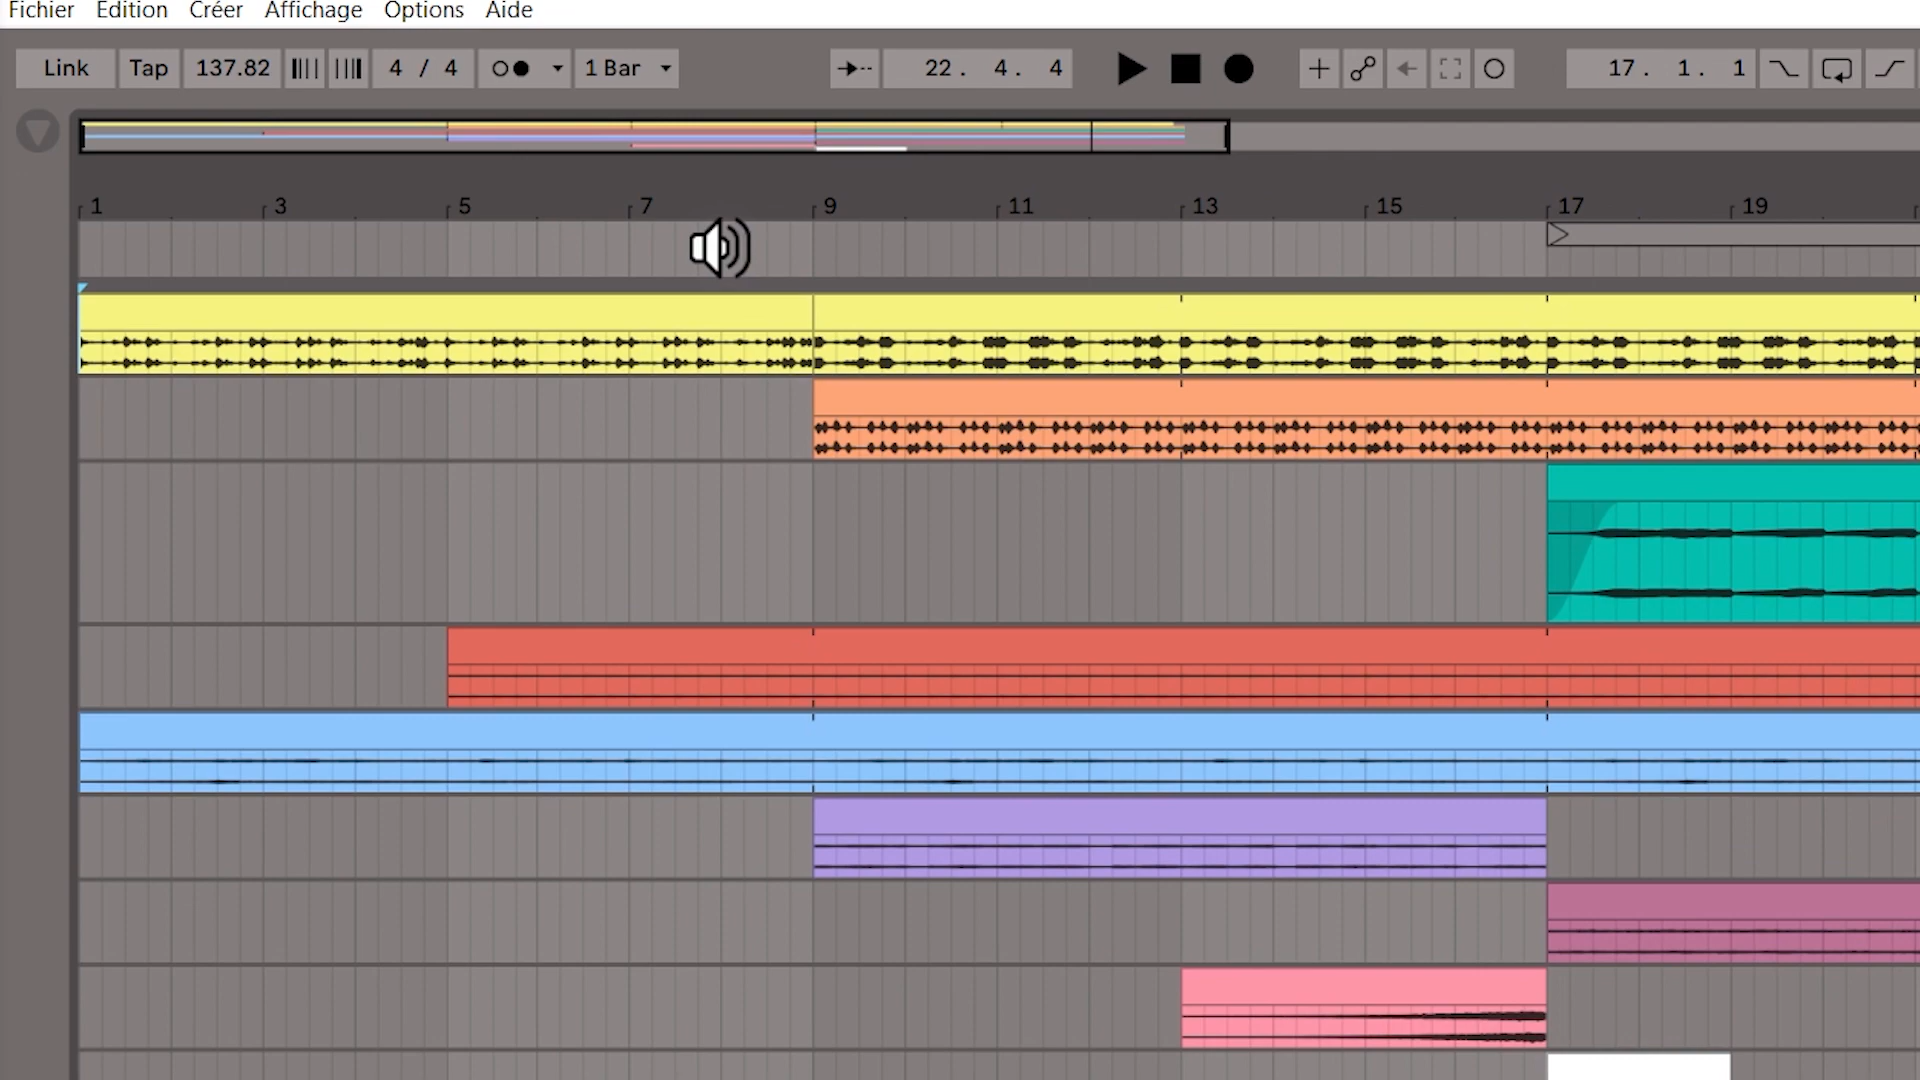 Fichier Edition Créer Affichage Options Aide
Link Tap 137.82 4 / 4 1 Bar 22. 4. 4 17. 1. 1
1 3 5 7 9 11 13 15 17 19